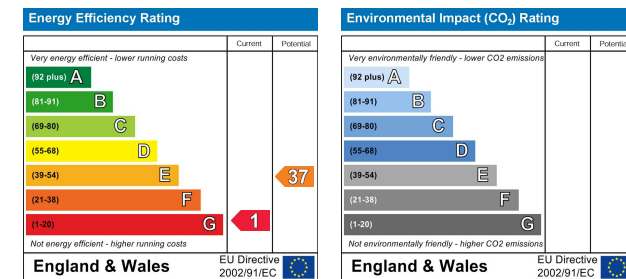 Energy Efficiency Rating
Current Potential
Very energy efficient - lower running costs
(92 plus) A
(81-91) B
(69-80) C
(55-68) D
(39-54) E
37
(21-38) F
(1-20) G
1
Not energy efficient - higher running costs
England & Wales
EU Directive
2002/91/EC
Environmental Impact (CO₂) Rating
Current Potential
Very environmentally friendly - lower CO2 emissions
(92 plus) A
(81-91) B
(69-80) C
(55-68) D
(39-54) E
(21-38) F
(1-20) G
Not environmentally friendly - higher CO2 emissions
England & Wales
EU Directive
2002/91/EC